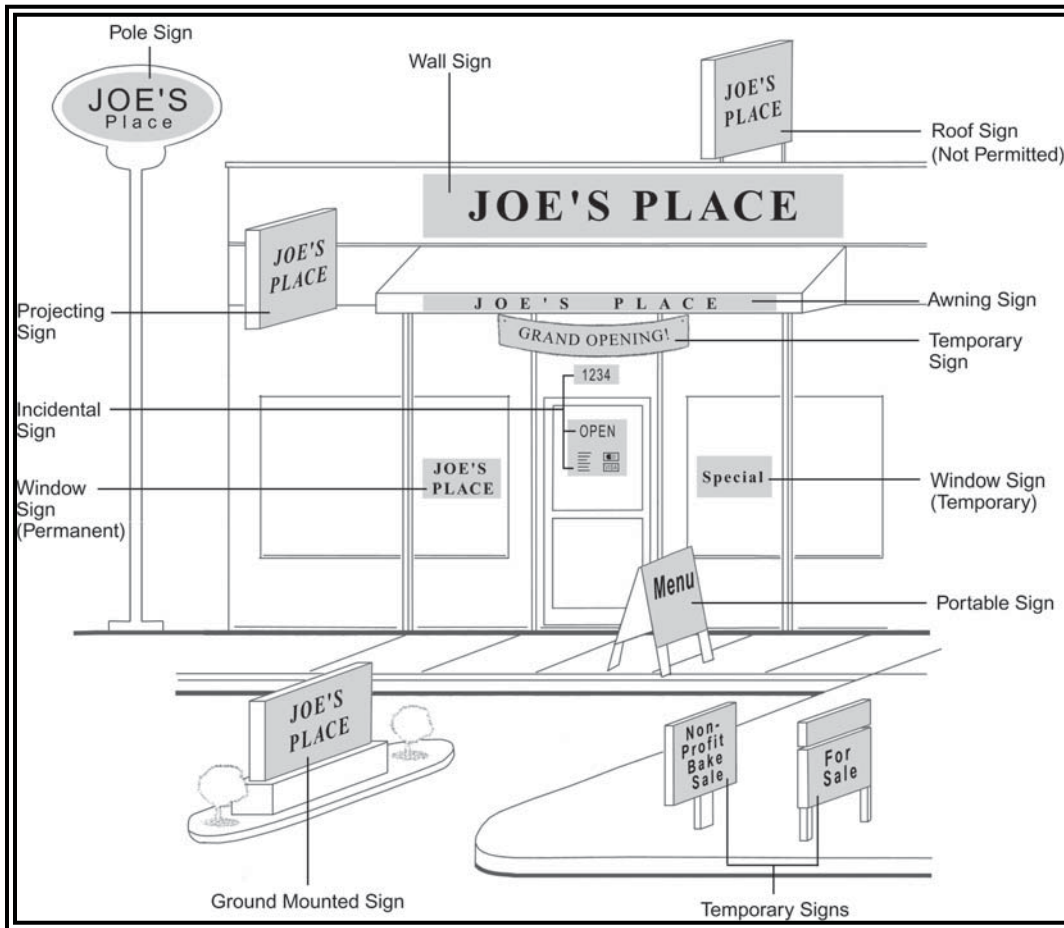 Pole Sign
JOE'S
Place
Wall Sign
JOE'S
PLACE
Roof Sign
(Not Permitted)
JOE'S PLACE
JOE'S
PLACE
Projecting
Sign
JOE'S PLACE
Awning Sign
GRAND OPENING!
Temporary
Sign
1234
Incidental
Sign
OPEN
JOE'S
PLACE
Window
Sign
(Permanent)
Special
Window Sign
(Temporary)
Menu
Portable Sign
JOE'S
PLACE
Ground Mounted Sign
Non-
Profit
Bake
Sale
For
Sale
Temporary Signs